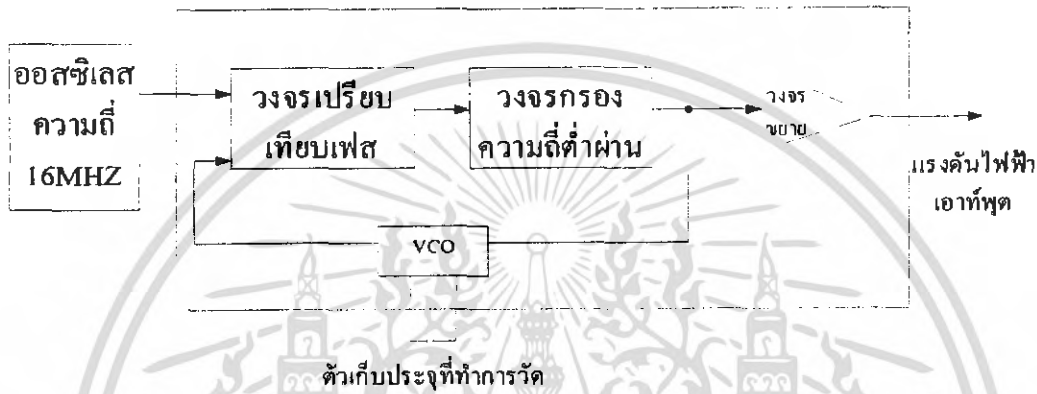 ออสซิเลส
ความถี่
16MHZ
วงจรเปรียบ
เทียบเฟส
วงจรกรอง
ความถี่ต่ำผ่าน
วงจร
ขยาย
แรงดันไฟฟ้า
เอาท์พุต
VCO
ตัวเก็บประจุที่ทำการวัด